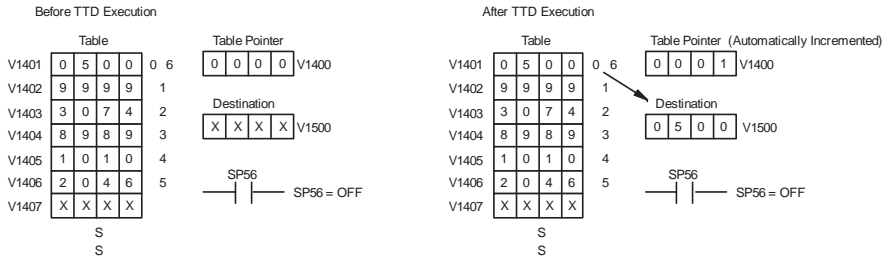 Before TTD Execution
Table
Table Pointer
V1401 0 5 0 0 0 6
0 0 0 0 V1400
V1402 9 9 9 9 1
V1403 3 0 7 4 2
Destination
X X X X V1500
V1404 8 9 8 9 3
V1405 1 0 1 0 4
V1406 2 0 4 6 5
SP56
SP56 = OFF
V1407 X X X X
S
S
After TTD Execution
Table
Table Pointer (Automatically Incremented)
V1401 0 5 0 0 0 6
0 0 0 1 V1400
V1402 9 9 9 9 1
V1403 3 0 7 4 2
Destination
0 5 0 0 V1500
V1404 8 9 8 9 3
V1405 1 0 1 0 4
V1406 2 0 4 6 5
SP56
SP56 = OFF
V1407 X X X X
S
S